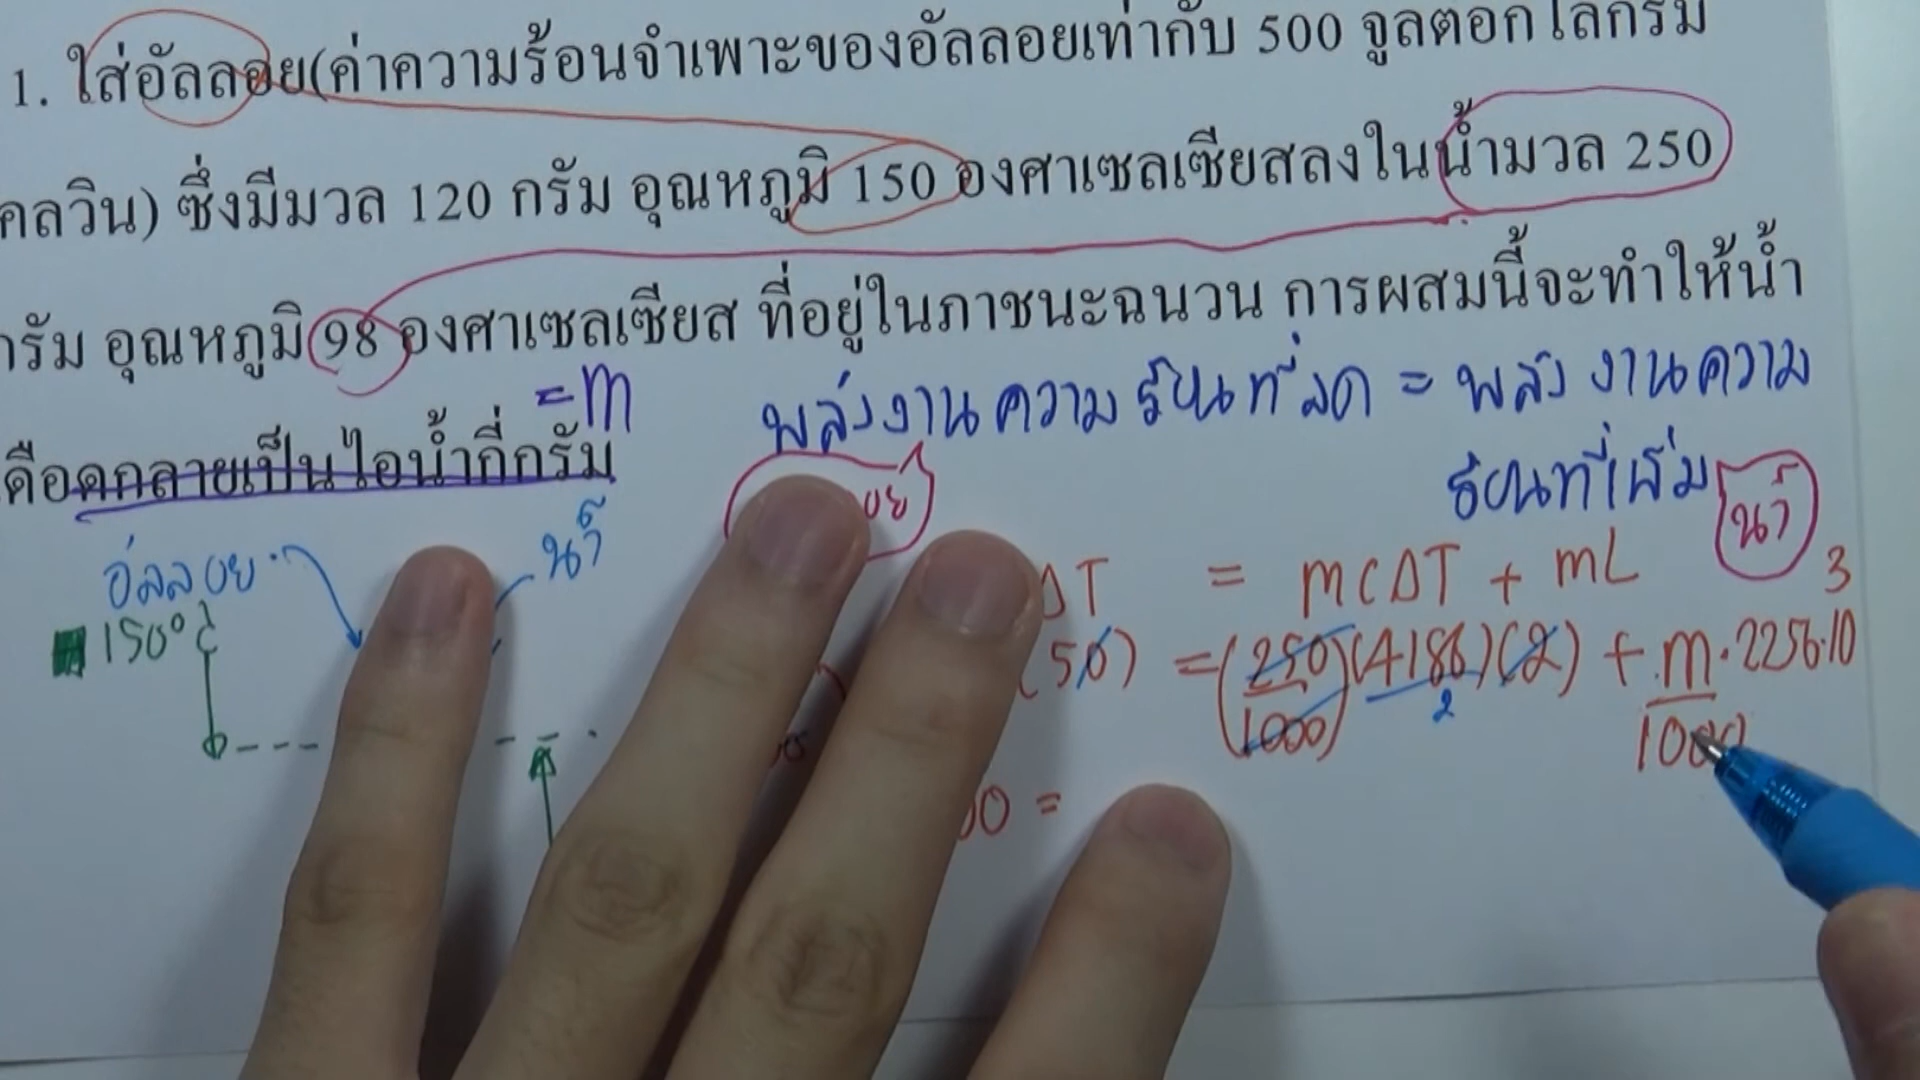 1. ใส่อัลลอย(ค่าความร้อนจำเพาะของอัลลอยเท่ากับ 500 จูลต่อกิโลกรัม
คลวิน) ซึ่งมีมวล 120 กรัม อุณหภูมิ 150 องศาเซลเซียสลงในน้ำมวล 250
กรัม อุณหภูมิ 98 องศาเซลเซียส ที่อยู่ในภาชนะฉนวน การผสมนี้จะทำให้น้ำ
ดือดกลายเป็นไอน้ำกี่กรัม = m
พลังงานความร้อนที่ลด = พลังงานความ
ร้อนที่เพิ่ม น้ำ
อัลลอย น้ำ
ΔT = mcΔT + mL
150°C
(50) = (250/1000)(4186)(2) + m/1000 · 2256·10³
2
00 =